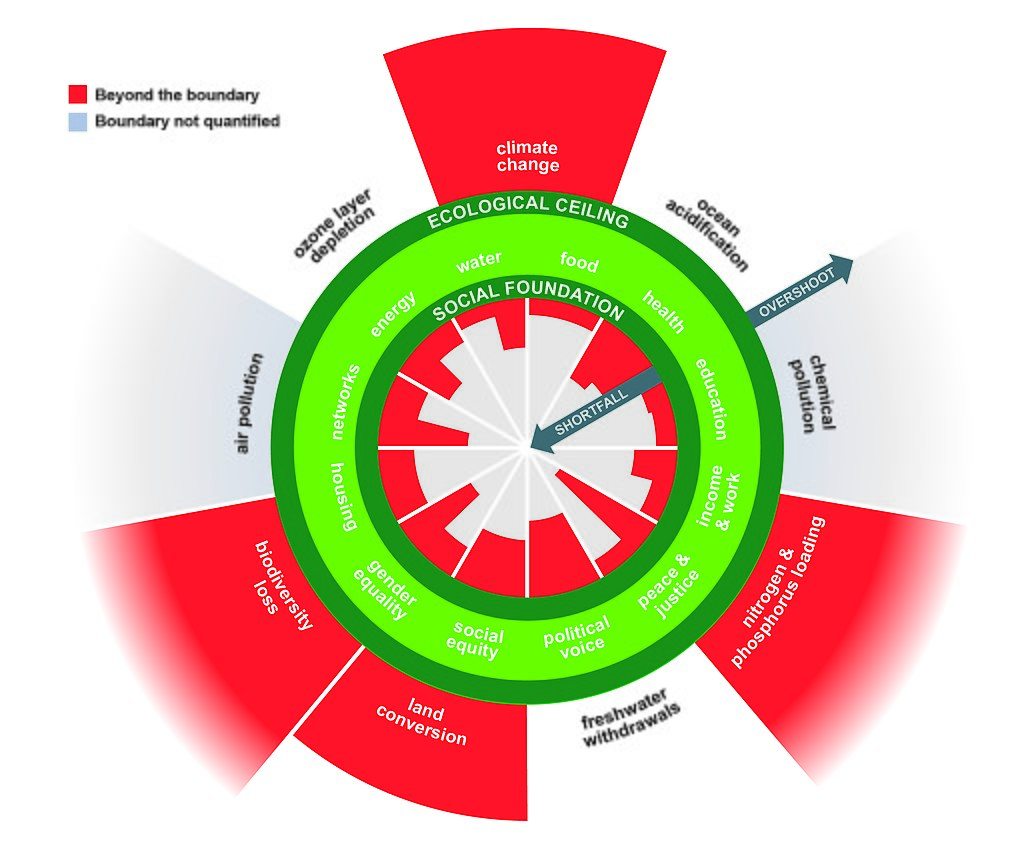 Beyond the boundary
Boundary not quantified
climate
change
ozone layer
depletion
ocean
acidification
ECOLOGICAL CEILING
OVERSHOOT
water
food
energy
health
SOCIAL FOUNDATION
networks
education
air pollution
chemical
pollution
SHORTFALL
housing
income
& work
biodiversity
loss
nitrogen &
phosphorus loading
gender
equality
peace &
justice
social
equity
political
voice
land
conversion
freshwater
withdrawals